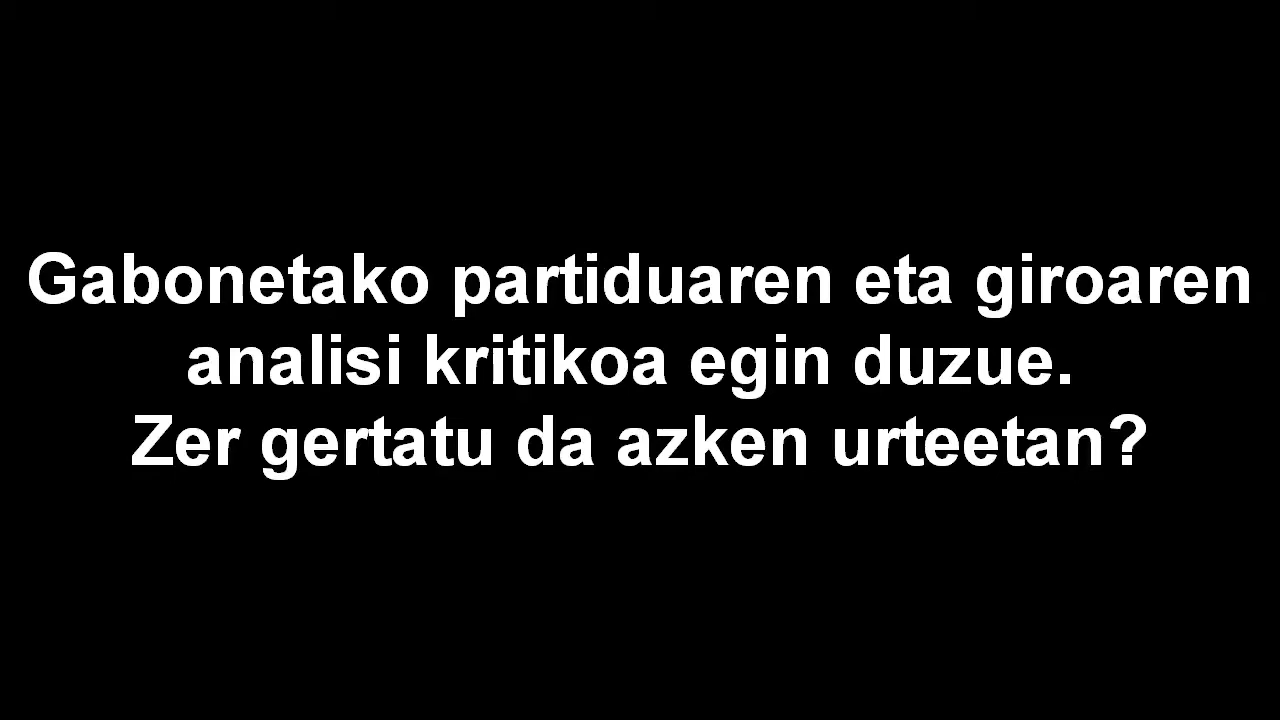 Gabonetako partiduaren eta giroaren
analisi kritikoa egin duzue.
Zer gertatu da azken urteetan?